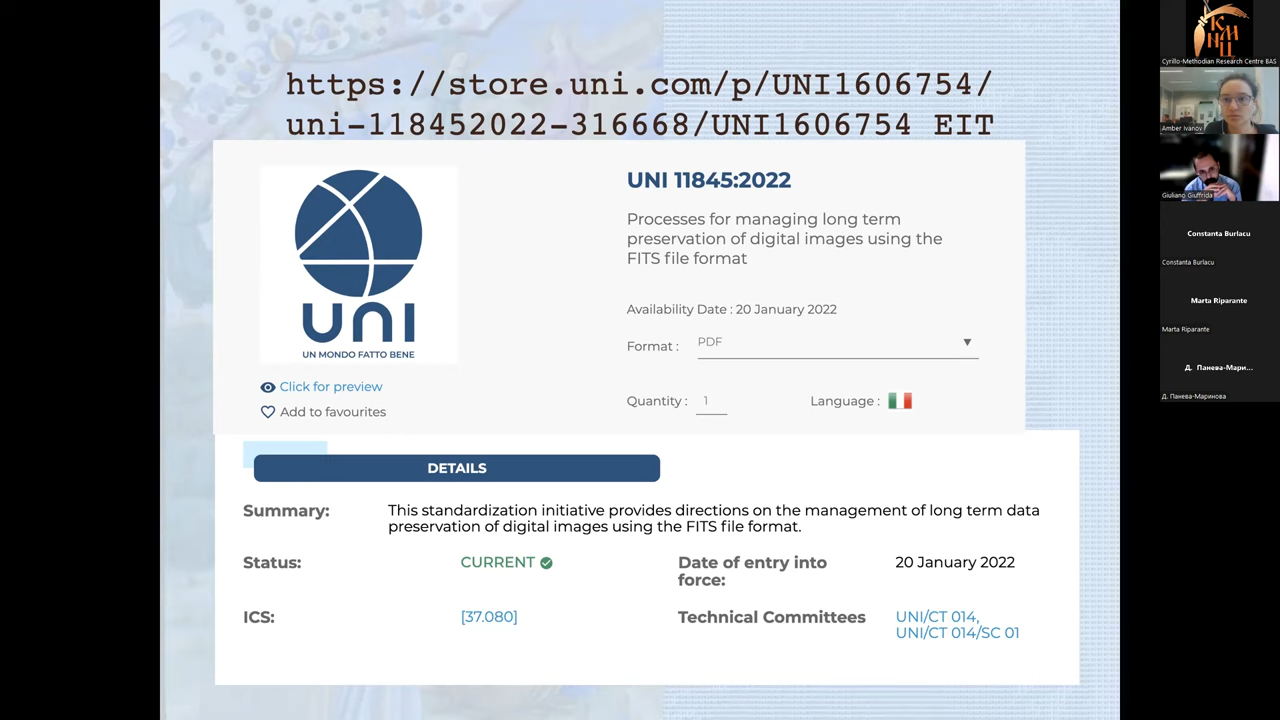 https://store.uni.com/p/UNI1606754/
uni-118452022-316668/UNI1606754_EIT
UNI
UN MONDO FATTO BENE
Click for preview
Add to favourites
UNI 11845:2022
Processes for managing long term
preservation of digital images using the
FITS file format
Availability Date : 20 January 2022
Format : PDF
Quantity : 1 Language :
DETAILS
Summary: This standardization initiative provides directions on the management of long term data
preservation of digital images using the FITS file format.
Status: CURRENT Date of entry into force: 20 January 2022
ICS: [37.080] Technical Committees UNI/CT 014,
UNI/CT 014/SC 01
Cyrillo-Methodian Research Centre BAS
Amber Ivanov
Giuliano Giuffrida
Constanta Burlacu
Constanta Burlacu
Marta Riparante
Marta Riparante
Д. Панева-Мари...
Д. Панева-Маринова